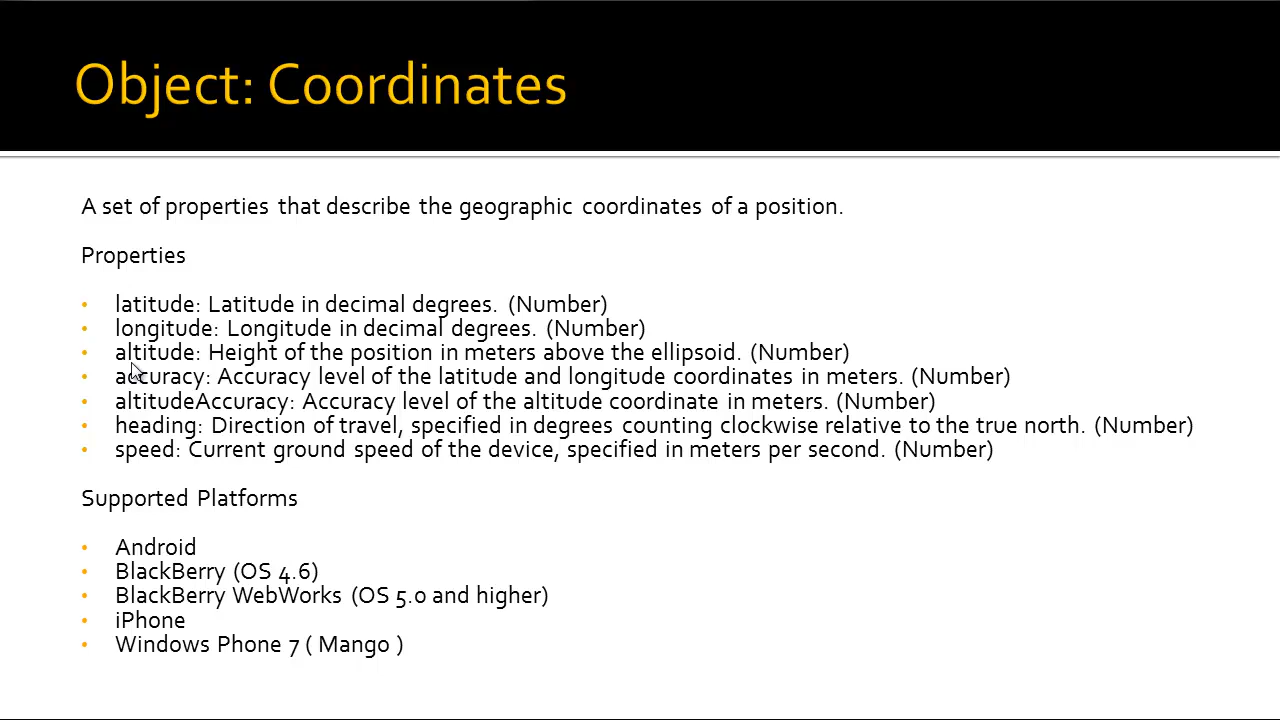 Object: Coordinates
A set of properties that describe the geographic coordinates of a position.
Properties
• latitude: Latitude in decimal degrees. (Number)
• longitude: Longitude in decimal degrees. (Number)
• altitude: Height of the position in meters above the ellipsoid. (Number)
• accuracy: Accuracy level of the latitude and longitude coordinates in meters. (Number)
• altitudeAccuracy: Accuracy level of the altitude coordinate in meters. (Number)
• heading: Direction of travel, specified in degrees counting clockwise relative to the true north. (Number)
• speed: Current ground speed of the device, specified in meters per second. (Number)
Supported Platforms
• Android
• BlackBerry (OS 4.6)
• BlackBerry WebWorks (OS 5.0 and higher)
• iPhone
• Windows Phone 7 ( Mango )